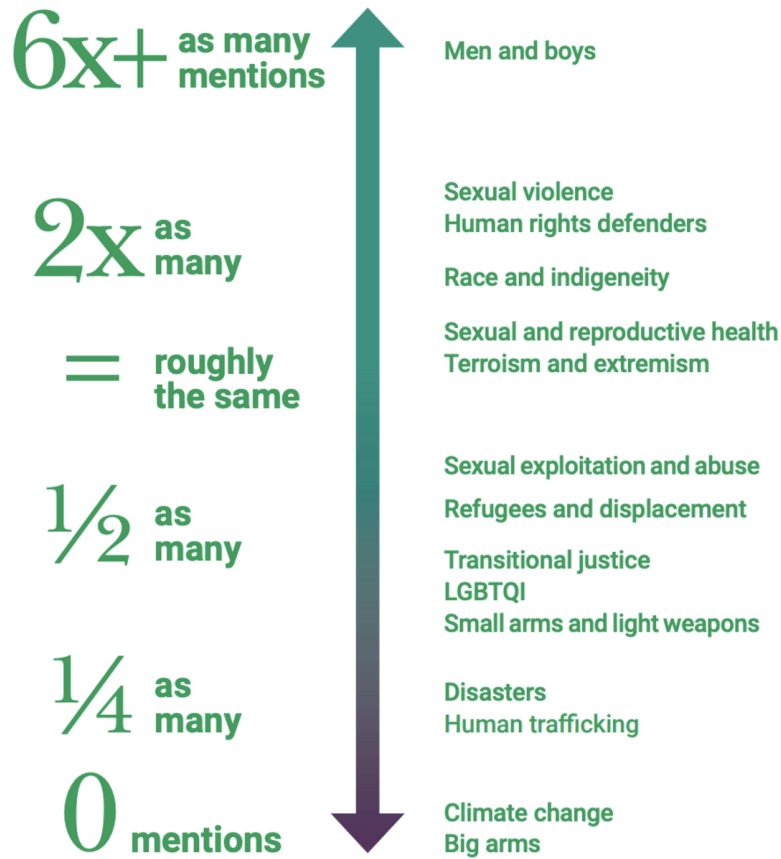 6x+ as many mentions
Men and boys
2x as many
Sexual violence
Human rights defenders
Race and indigeneity
= roughly the same
Sexual and reproductive health
Terroism and extremism
½ as many
Sexual exploitation and abuse
Refugees and displacement
Transitional justice
LGBTQI
Small arms and light weapons
¼ as many
Disasters
Human trafficking
0 mentions
Climate change
Big arms